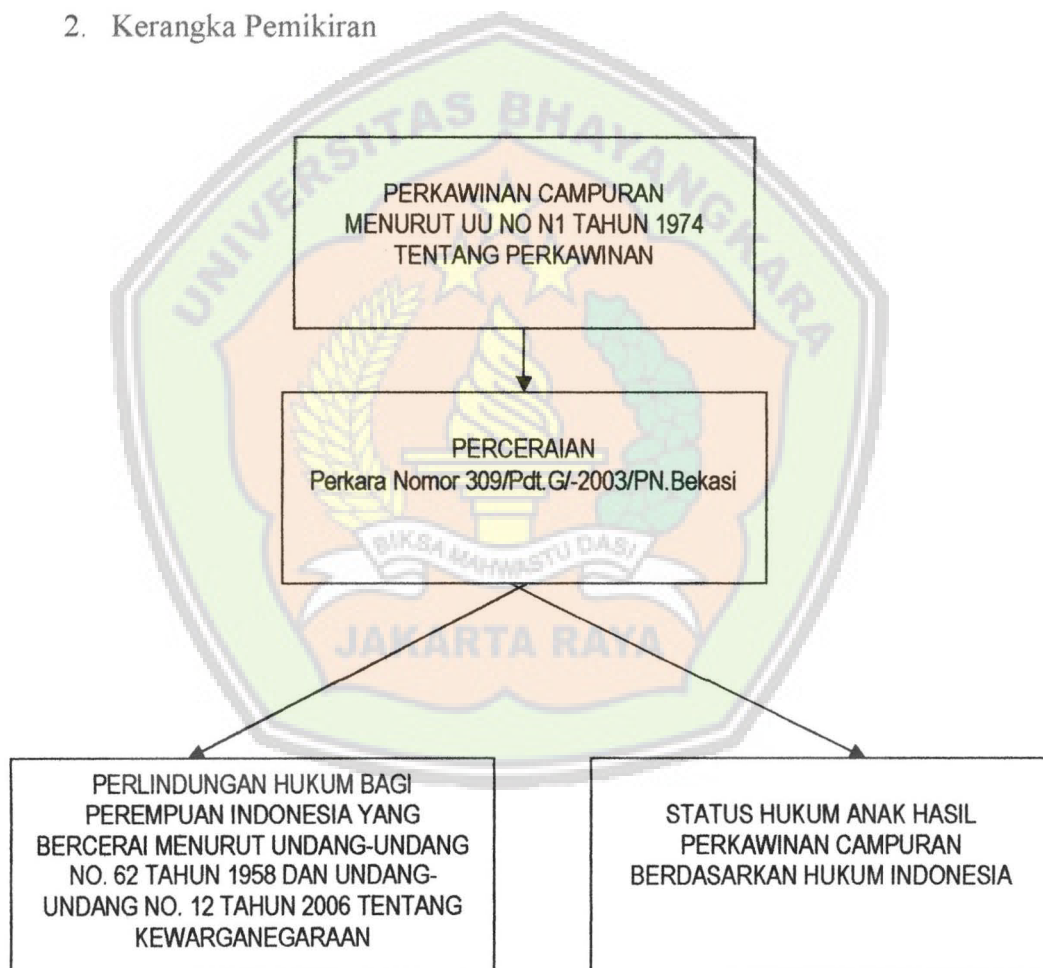 2. Kerangka Pemikiran
UNIVERSITAS BHAYANGKARA
PERKAWINAN CAMPURAN
MENURUT UU NO N1 TAHUN 1974
TENTANG PERKAWINAN
PERCERAIAN
Perkara Nomor 309/Pdt.G/-2003/PN.Bekasi
BIKSA MAHWASTU DASI
JAKARTA RAYA
PERLINDUNGAN HUKUM BAGI
PEREMPUAN INDONESIA YANG
BERCERAI MENURUT UNDANG-UNDANG
NO. 62 TAHUN 1958 DAN UNDANG-
UNDANG NO. 12 TAHUN 2006 TENTANG
KEWARGANEGARAAN
STATUS HUKUM ANAK HASIL
PERKAWINAN CAMPURAN
BERDASARKAN HUKUM INDONESIA